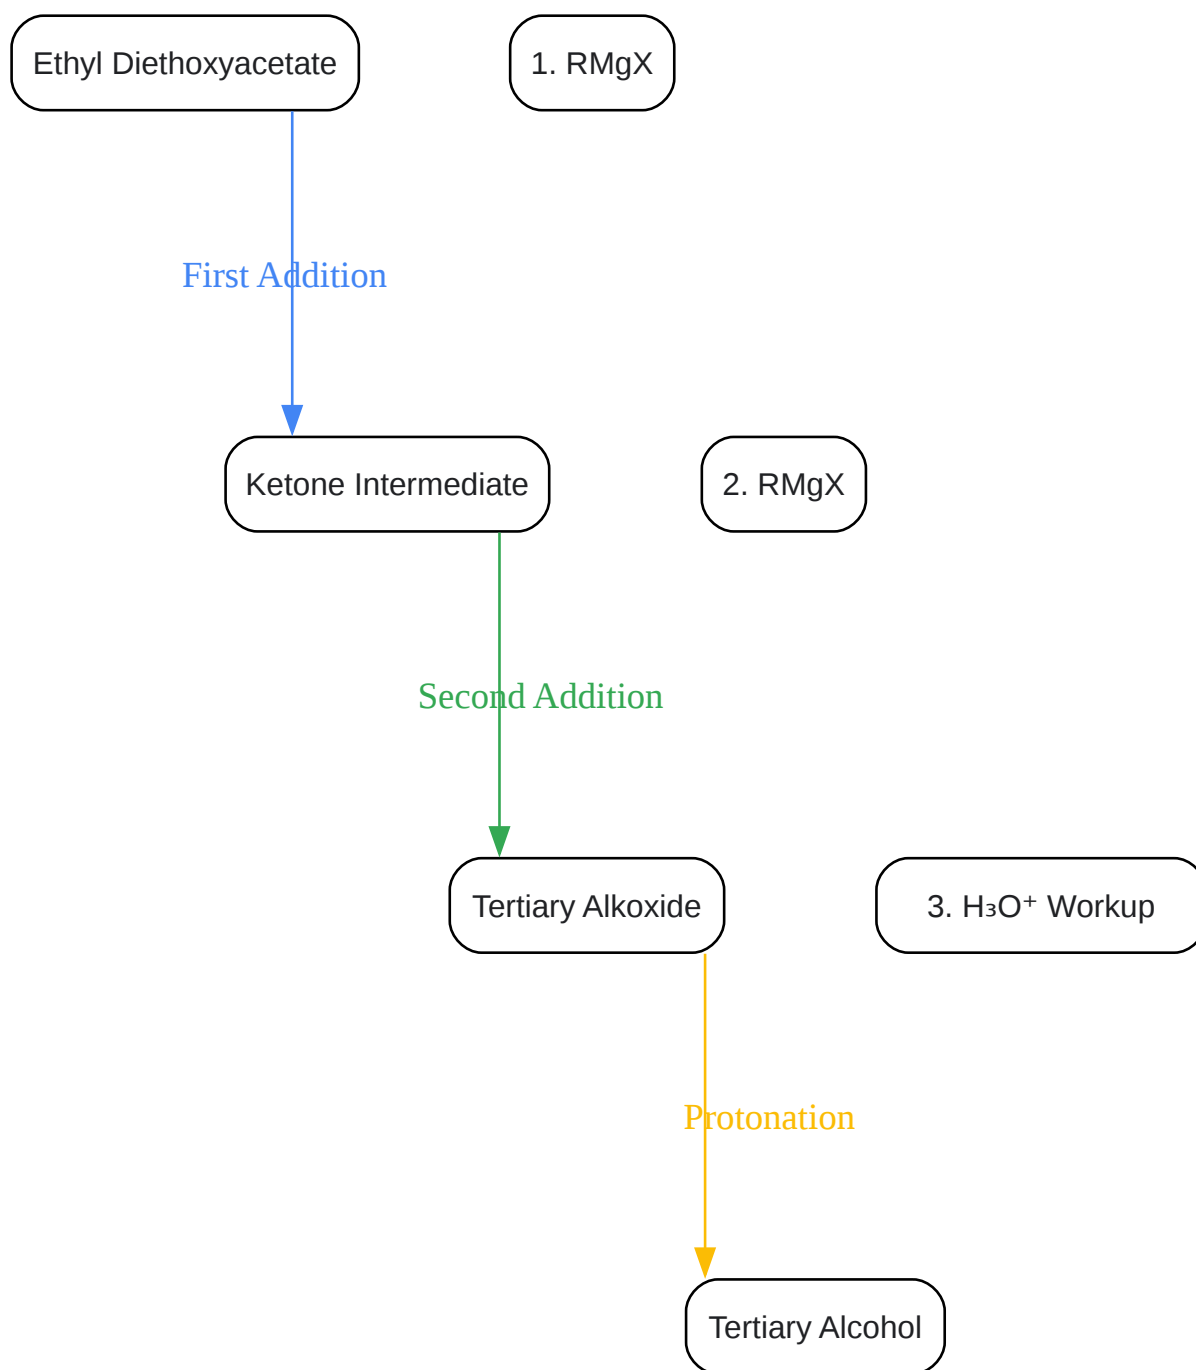 Ethyl Diethoxyacetate
1. RMgX
First Addition
Ketone Intermediate
2. RMgX
Second Addition
Tertiary Alkoxide
3. H₃O⁺ Workup
Protonation
Tertiary Alcohol